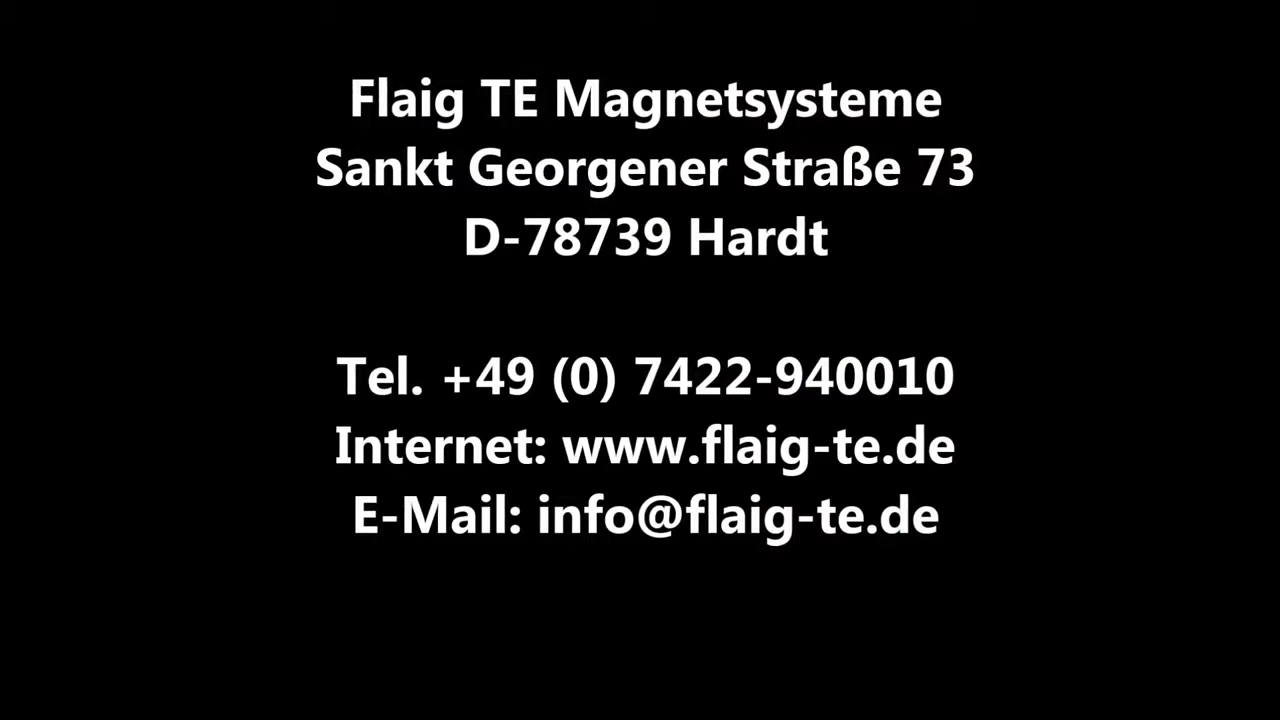 Flaig TE Magnetsysteme
Sankt Georgener Straße 73
D-78739 Hardt
Tel. +49 (0) 7422-940010
Internet: www.flaig-te.de
E-Mail: info@flaig-te.de